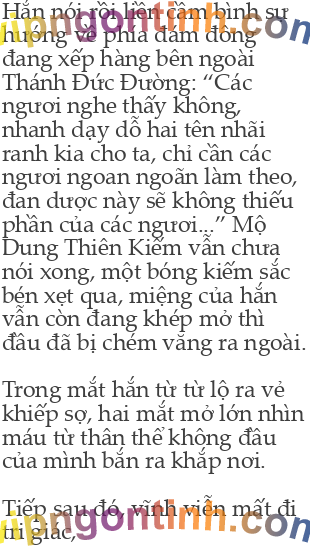 Hắn nói rồi liền cầm bình sứ
hướng về phía đám đông
đang xếp hàng bên ngoài
Thánh Đức Đường: “Các
ngươi nghe thấy không,
nhanh dạy dỗ hai tên nhãi
ranh kia cho ta, chỉ cần các
ngươi ngoan ngoãn làm theo,
đan dược này sẽ không thiếu
phần của các ngươi...” Mộ
Dung Thiên Kiếm vẫn chưa
nói xong, một bóng kiếm sắc
bén xẹt qua, miệng của hắn
vẫn còn đang khép mở thì
đầu đã bị chém văng ra ngoài.
Trong mắt hắn từ từ lộ ra vẻ
khiếp sợ, hai mắt mở lớn nhìn
máu từ thân thể không đầu
của mình bắn ra khắp nơi.
Tiếp sau đó, vĩnh viễn mất đi
tri giác,
vipngontinh.com
vipngontinh.com